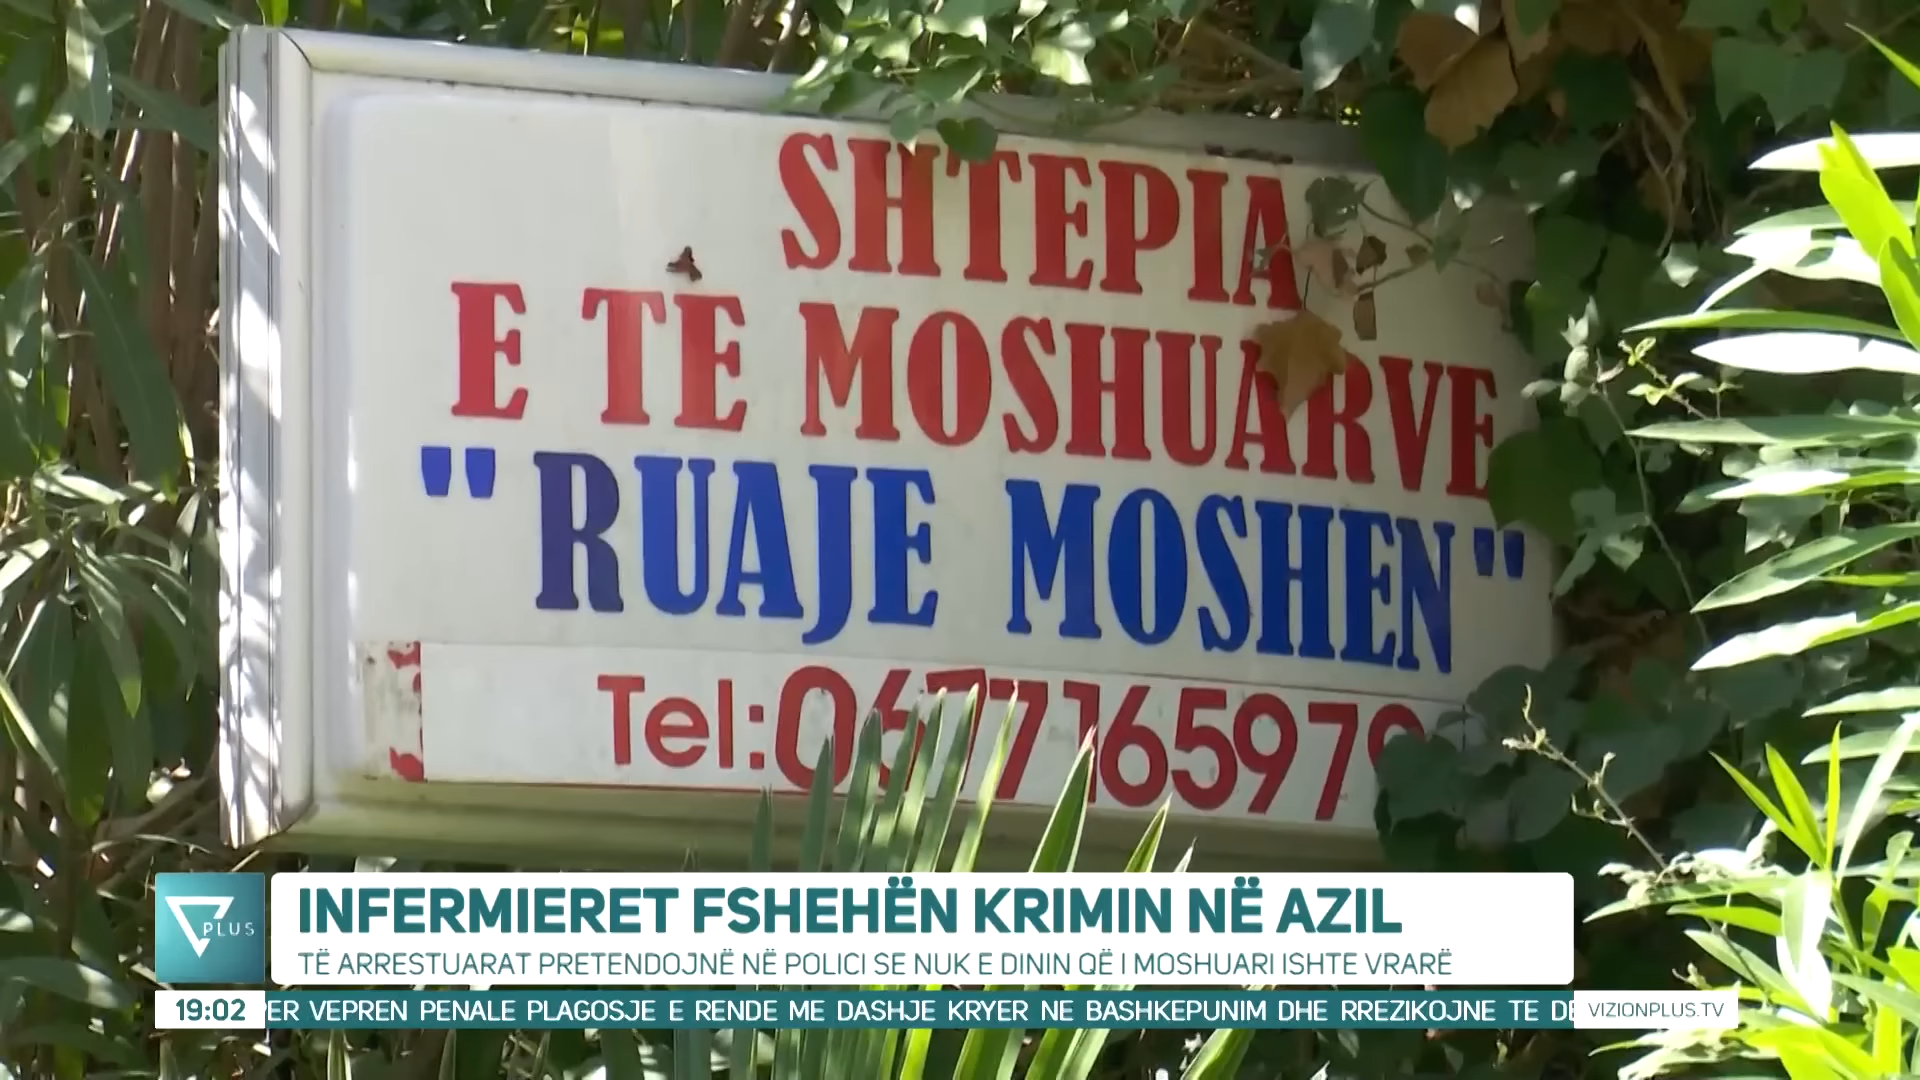 SHTEPIA
E TE MOSHUARVE
"RUAJE MOSHEN"
Tel:
PLUS
INFERMIERET FSHEHËN KRIMIN NË AZIL
TË ARRESTUARAT PRETENDOJNË NË POLICI SE NUK E DININ QË I MOSHUARI ISHTE VRARË
19:02
VEPREN PENALE PLAGOSJE E RENDE ME DASHJE KRYER NE BASHKEPUNIM DHE RREZIKOJNE TE
VIZIONPLUS.TV